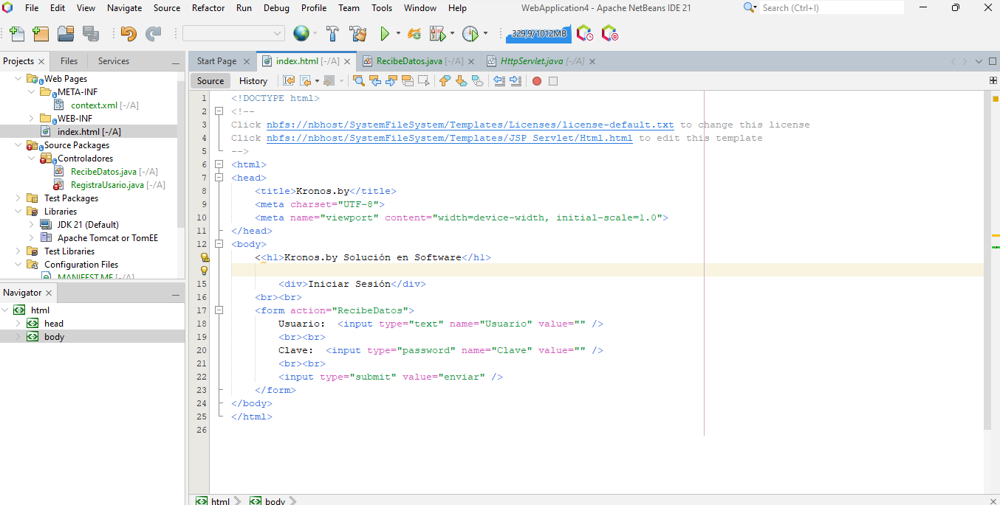 File Edit View Navigate Source Refactor Run Debug Profile Team Tools Window Help WebApplication4 - Apache NetBeans IDE 21 Search (Ctrl+I)
329,9/1012MB
Projects Files Services
Web Pages
META-INF
context.xml [-/A]
WEB-INF
index.html [-/A]
Source Packages
Controladores
RecibeDatos.java [-/A]
RegistraUsario.java [-/A]
Test Packages
Libraries
JDK 21 (Default)
Apache Tomcat or TomEE
Test Libraries
Configuration Files
MANIFEST.MF [-/A]
Navigator
html
head
body
Start Page index.html [-/A] RecibeDatos.java [-/A] HttpServlet.java [-/A]
Source History
1 <!DOCTYPE html>
2 <!--
3 Click nbfs://nbhost/SystemFileSystem/Templates/Licenses/license-default.txt to change this license
4 Click nbfs://nbhost/SystemFileSystem/Templates/JSP_Servlet/Html.html to edit this template
5 -->
6 <html>
7 <head>
8 <title>Kronos.by</title>
9 <meta charset="UTF-8">
10 <meta name="viewport" content="width=device-width, initial-scale=1.0">
11 </head>
12 <body>
<<h1>Kronos.by Solución en Software</h1>
15 <div>Iniciar Sesión</div>
16 <br><br>
17 <form action="RecibeDatos">
18 Usuario: <input type="text" name="Usuario" value="" />
19 <br><br>
20 Clave: <input type="password" name="Clave" value="" />
21 <br><br>
22 <input type="submit" value="enviar" />
23 </form>
24 </body>
25 </html>
26
html body